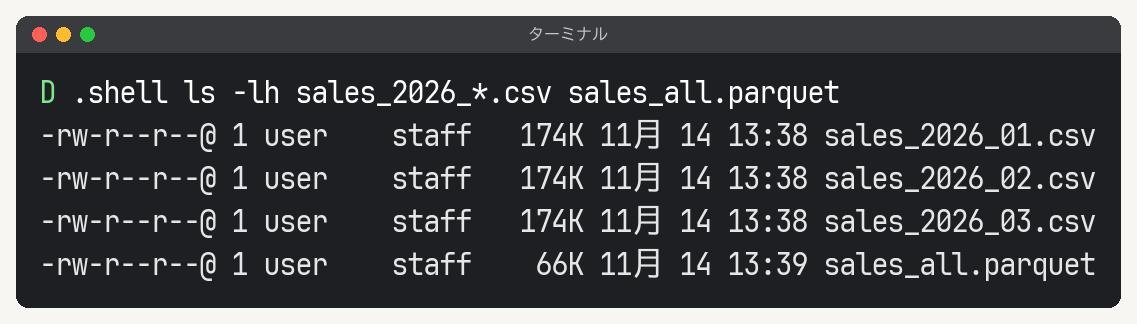 ターミナル
D .shell ls -lh sales_2026_*.csv sales_all.parquet
-rw-r--r--@ 1 user    staff   174K 11月 14 13:38 sales_2026_01.csv
-rw-r--r--@ 1 user    staff   174K 11月 14 13:38 sales_2026_02.csv
-rw-r--r--@ 1 user    staff   174K 11月 14 13:38 sales_2026_03.csv
-rw-r--r--@ 1 user    staff    66K 11月 14 13:39 sales_all.parquet